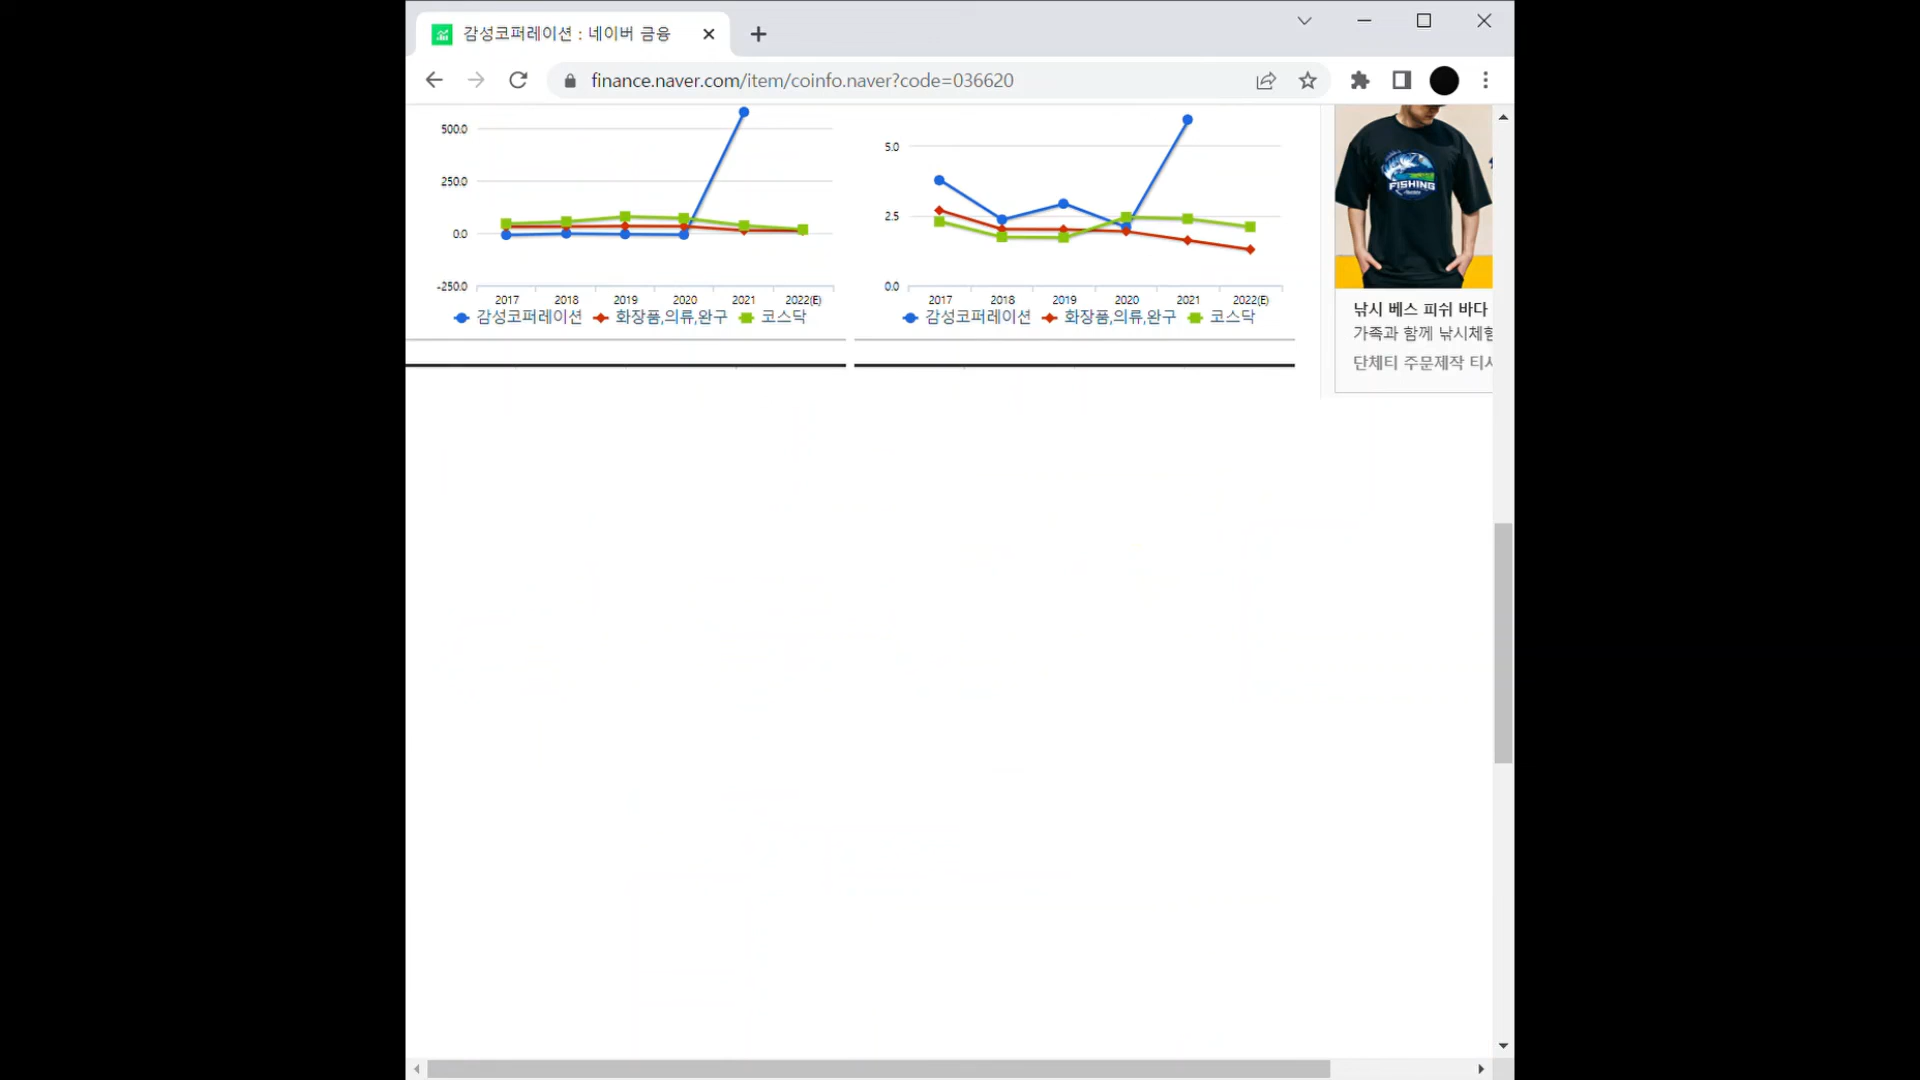 감성코퍼레이션 : 네이버 금융
finance.naver.com/item/coinfo.naver?code=036620
500.0
250.0
0.0
-250.0
2017 2018 2019 2020 2021 2022(E)
감성코퍼레이션 화장품,의류,완구 코스닥
5.0
2.5
0.0
2017 2018 2019 2020 2021 2022(E)
감성코퍼레이션 화장품,의류,완구 코스닥
FISHING
낚시 베스 피쉬 바다
가족과 함께 낚시체험
단체티 주문제작 티